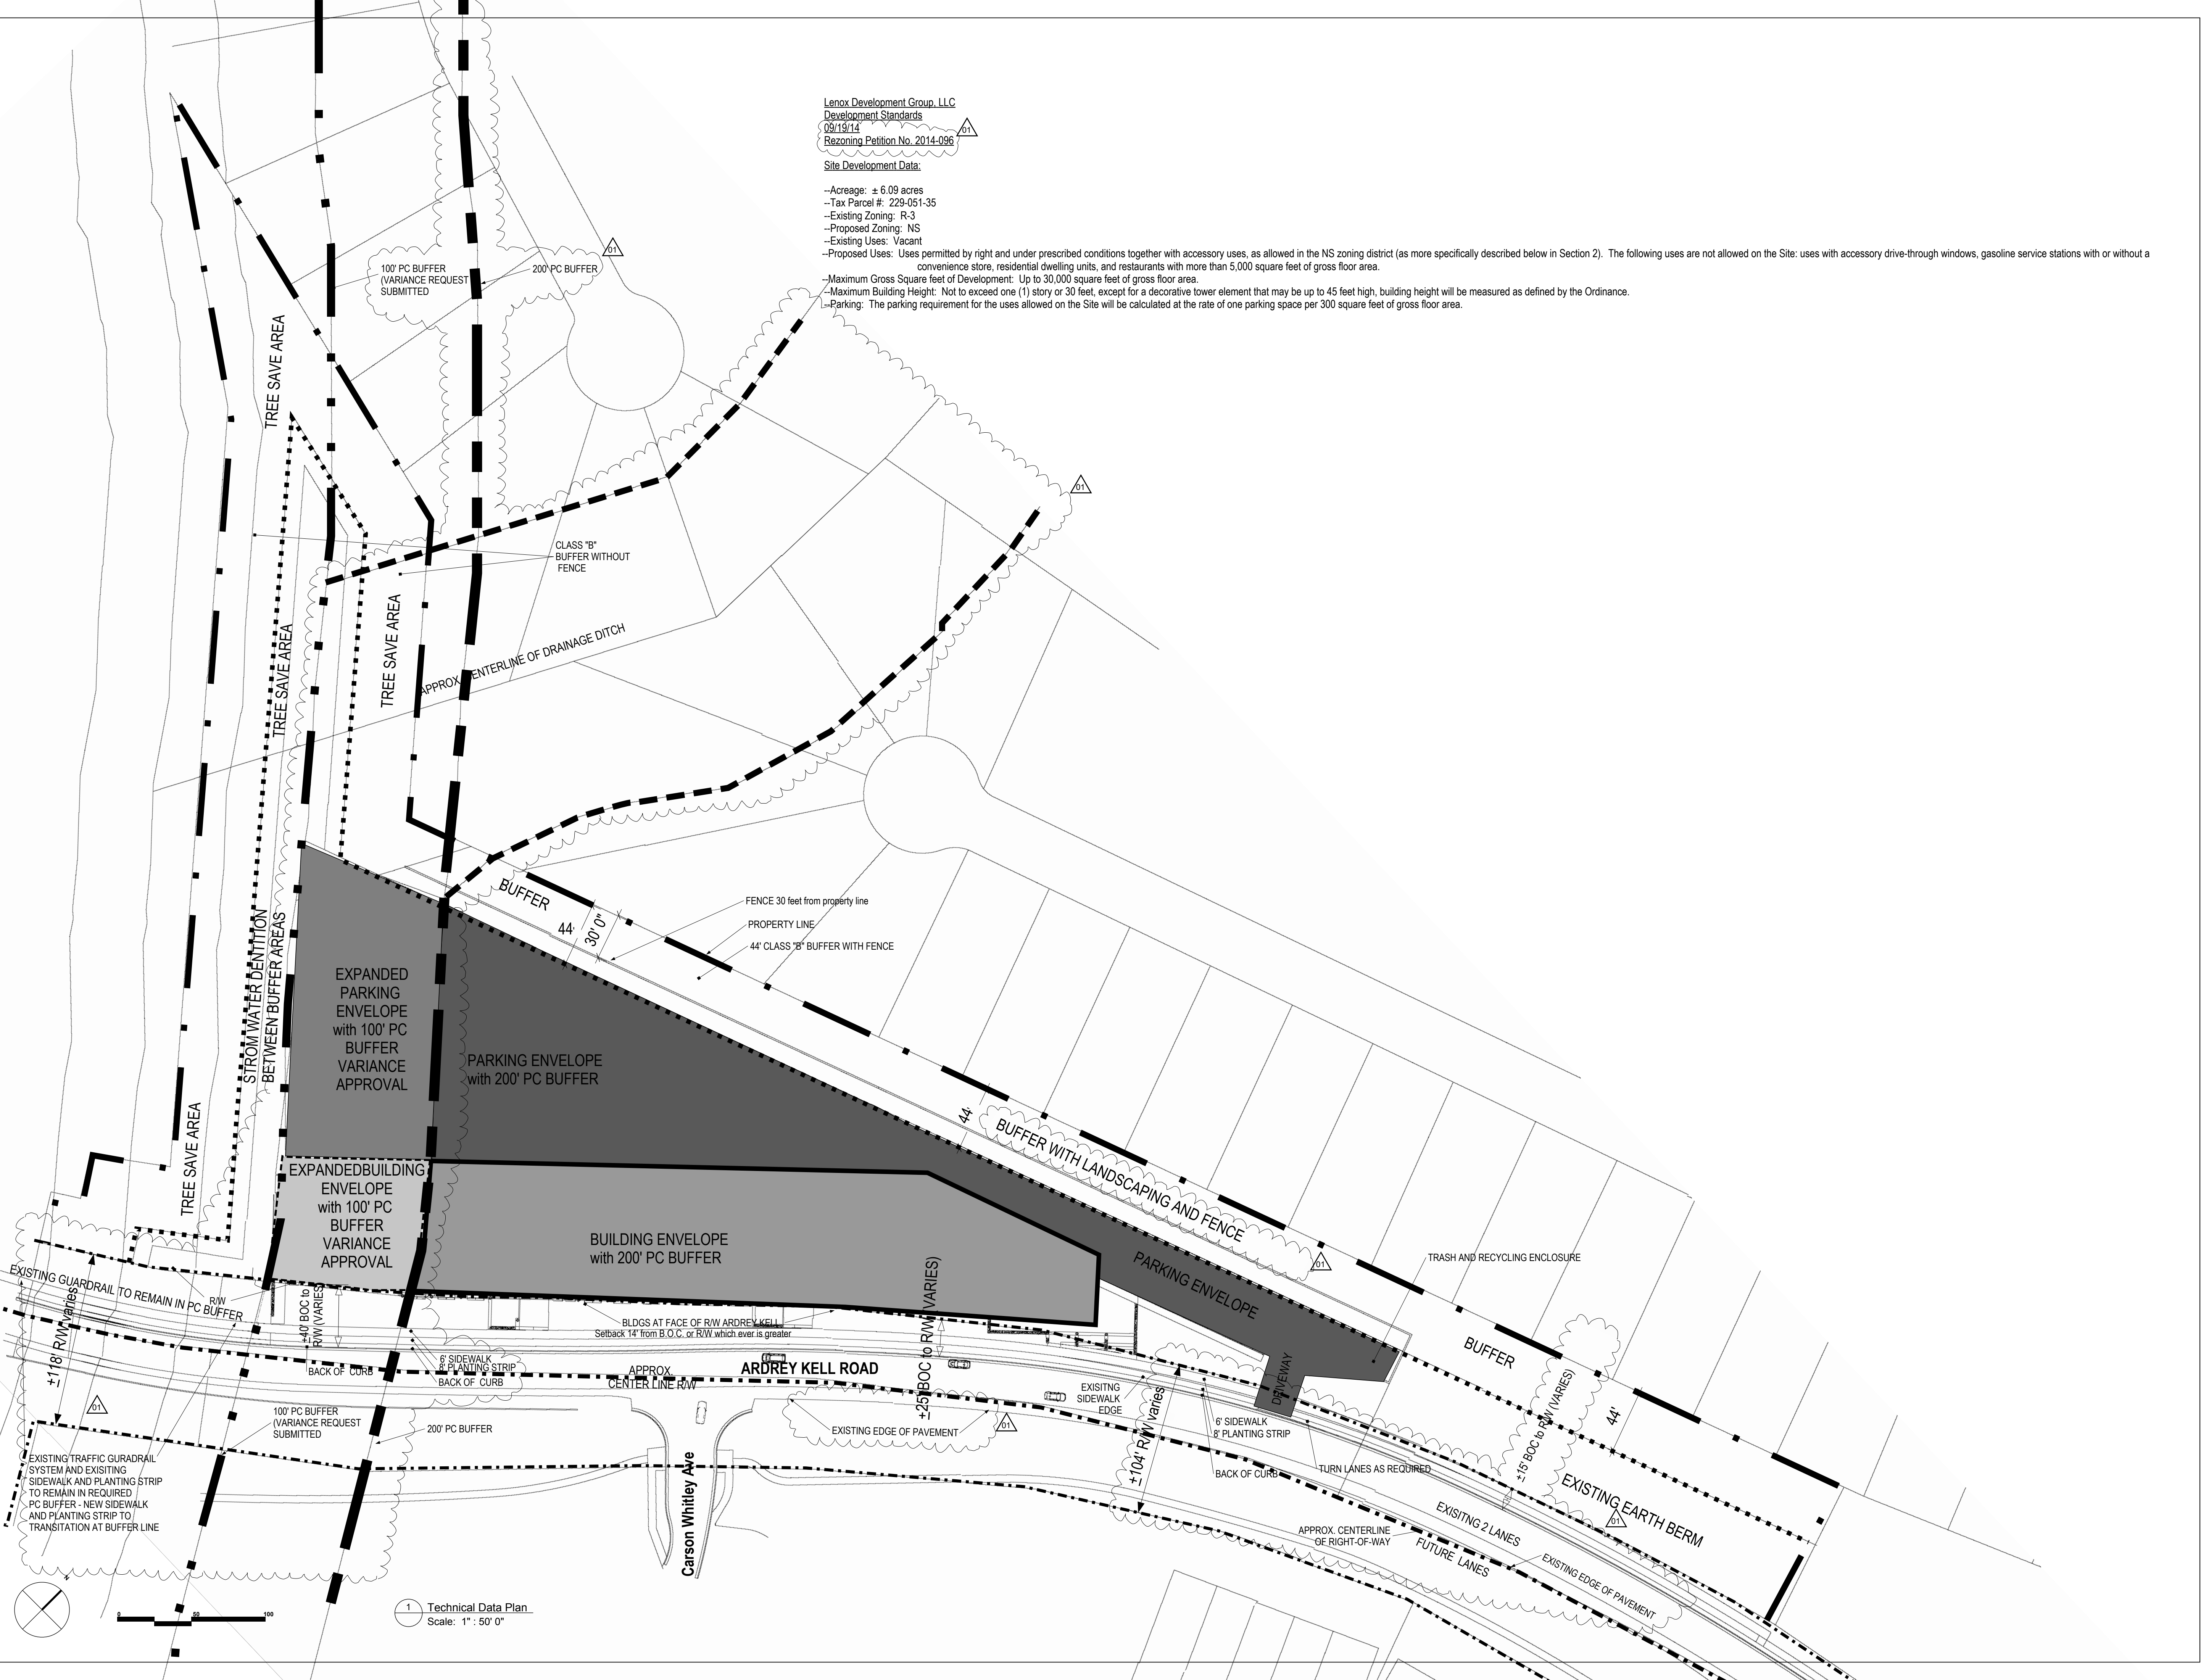 Lenox Development Group, LLC
Development Standards
09/19/14
Rezoning Petition No. 2014-096
01
Site Development Data:
--Acreage: ± 6.09 acres
--Tax Parcel #: 229-051-35
--Existing Zoning: R-3
--Proposed Zoning: NS
--Existing Uses: Vacant
--Proposed Uses: Uses permitted by right and under prescribed conditions together with accessory uses, as allowed in the NS zoning district (as more specifically described below in Section 2). The following uses are not allowed on the Site: uses with accessory drive-through windows, gasoline service stations with or without a
convenience store, residential dwelling units, and restaurants with more than 5,000 square feet of gross floor area.
--Maximum Gross Square feet of Development: Up to 30,000 square feet of gross floor area.
--Maximum Building Height: Not to exceed one (1) story or 30 feet, except for a decorative tower element that may be up to 45 feet high, building height will be measured as defined by the Ordinance.
--Parking: The parking requirement for the uses allowed on the Site will be calculated at the rate of one parking space per 300 square feet of gross floor area.
01
100' PC BUFFER
(VARIANCE REQUEST
SUBMITTED
200' PC BUFFER
TREE SAVE AREA
01
CLASS "B"
BUFFER WITHOUT
FENCE
TREE SAVE AREA
TREE SAVE AREA
APPROX CENTERLINE OF DRAINAGE DITCH
BUFFER
44'
30' 0"
FENCE 30 feet from property line
PROPERTY LINE
44' CLASS "B" BUFFER WITH FENCE
STROM WATER DENTITION
BETWEEN BUFFER AREAS
EXPANDED
PARKING
ENVELOPE
with 100' PC
BUFFER
VARIANCE
APPROVAL
PARKING ENVELOPE
with 200' PC BUFFER
TREE SAVE AREA
44'
BUFFER WITH LANDSCAPING AND FENCE
01
EXPANDEDBUILDING
ENVELOPE
with 100' PC
BUFFER
VARIANCE
APPROVAL
BUILDING ENVELOPE
with 200' PC BUFFER
PARKING ENVELOPE
TRASH AND RECYCLING ENCLOSURE
EXISTING GUARDRAIL TO REMAIN IN PC BUFFER
R/W
±118' R/W varies
±40' BOC to
R/W (VARIES)
BLDGS AT FACE OF R/W ARDREY KELL
Setback 14' from B.O.C. or R/W which ever is greater
±25' BOC to R/W (VARIES)
BUFFER
6' SIDEWALK
8' PLANTING STRIP
BACK OF CURB
BACK OF CURB
APPROX
CENTER LINE R/W
ARDREY KELL ROAD
EXISITNG
SIDEWALK
EDGE
DRIVEWAY
±104' R/W varies
6' SIDEWALK
8' PLANTING STRIP
BACK OF CURB
TURN LANES AS REQUIRED
±15' BOC to R/W (VARIES)
44'
01
100' PC BUFFER
(VARIANCE REQUEST
SUBMITTED
200' PC BUFFER
EXISTING EDGE OF PAVEMENT
01
EXISTING TRAFFIC GURADRAIL
SYSTEM AND EXISITING
SIDEWALK AND PLANTING STRIP
TO REMAIN IN REQUIRED
PC BUFFER - NEW SIDEWALK
AND PLANTING STRIP TO
TRANSITATION AT BUFFER LINE
Carson Whitley Ave
EXISTING EARTH BERM
01
EXISITNG 2 LANES
APPROX. CENTERLINE
OF RIGHT-OF-WAY
FUTURE LANES
EXISTING EDGE OF PAVEMENT
N
0 50 100
1 Technical Data Plan
Scale: 1" : 50' 0"